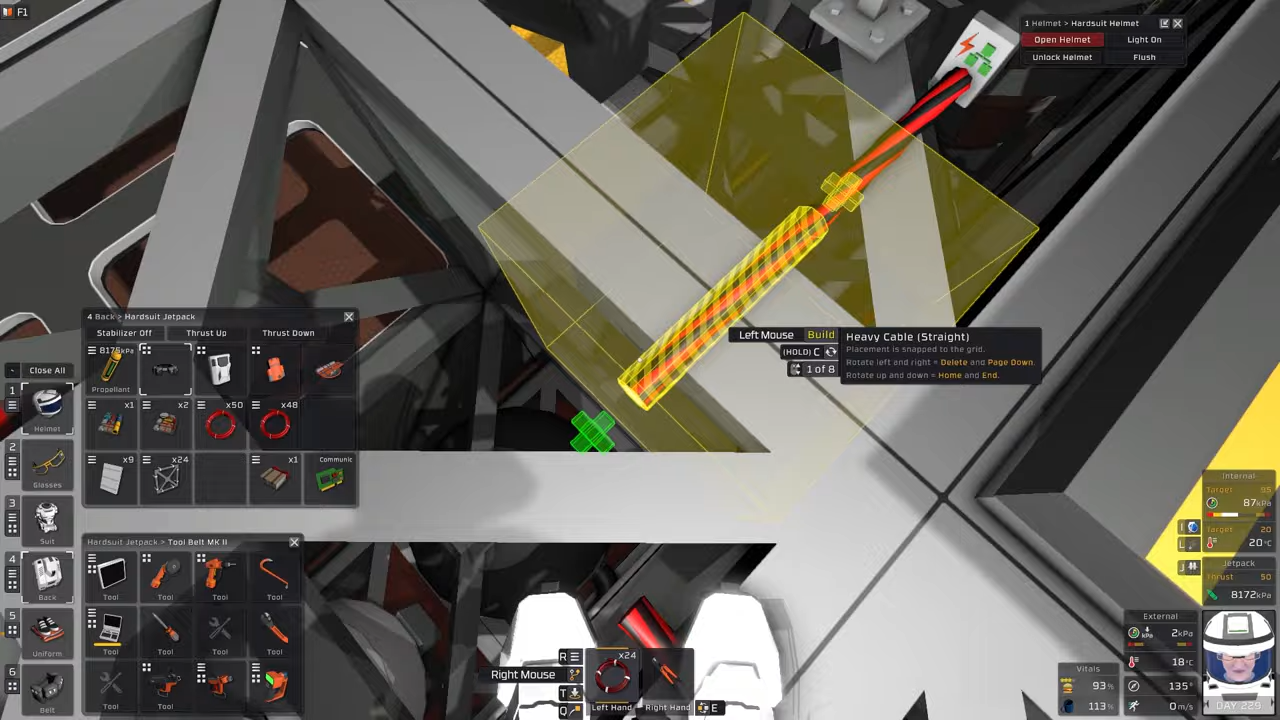 F1
1 Helmet > Hardsuit Helmet
Open Helmet
Light On
Unlock Helmet
Flush
4 Back > Hardsuit Jetpack
Stabilizer Off
Thrust Up
Thrust Down
8175kPa
Propellant
x1
x2
x50
x48
x9
x24
x1
Communic
Close All
1
Helmet
2
Glasses
3
Suit
4
Back
5
Uniform
6
Belt
Hardsuit Jetpack > Tool Belt MK II
Tool
Tool
Tool
Tool
Tool
Tool
Tool
Tool
Tool
Tool
Tool
Tool
Left Mouse
Build
(HOLD) C
1 of 8
Heavy Cable (Straight)
Placement is snapped to the grid.
Rotate left and right = Delete and Page Down.
Rotate up and down = Home and End.
Right Mouse
R
T
Q
x24
Left Hand
Right Hand
E
Internal
Target 95
87kPa
Target 20
20°C
Jetpack
Thrust 50
8172kPa
External
kPa
2kPa
18°C
135°
0m/s
Vitals
93%
113%
DAY 229